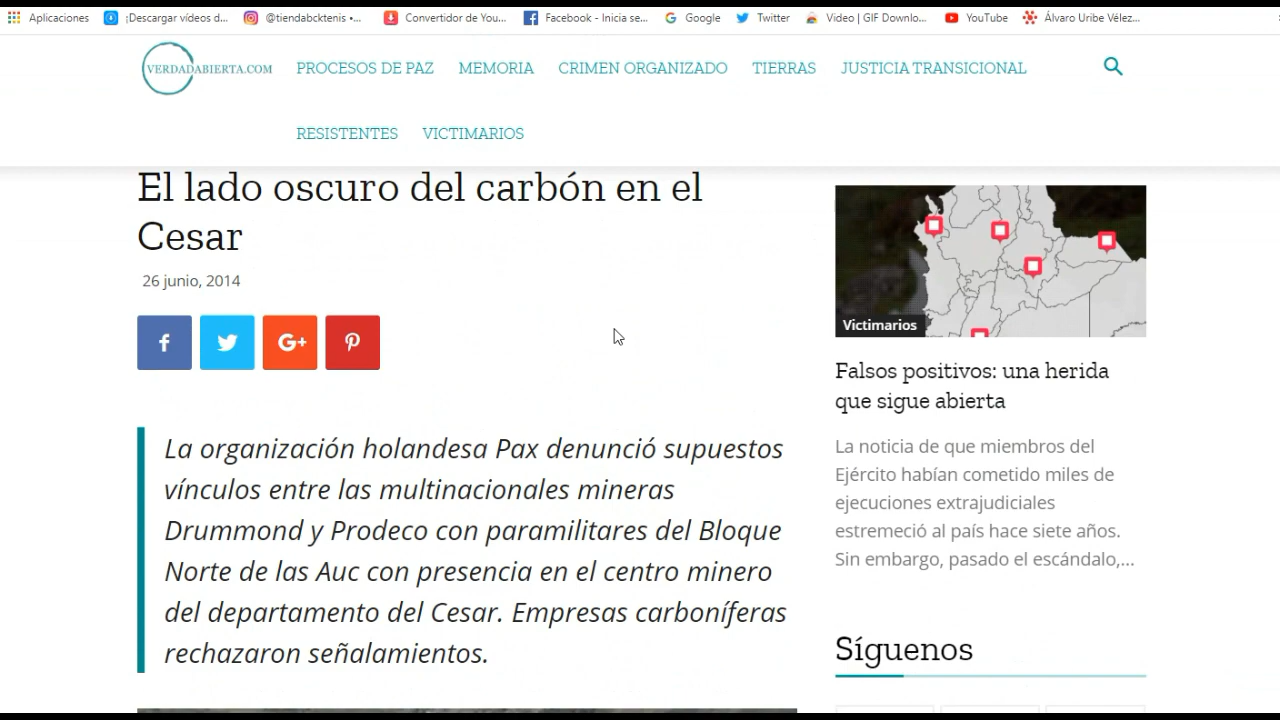 Aplicaciones
¡Descargar vídeos d...
@tiendabcktenis •...
Convertidor de You...
Facebook - Inicia se...
Google
Twitter
Video | GIF Downlo...
YouTube
Álvaro Uribe Vélez...
VERDADABIERTA.COM
PROCESOS DE PAZ
MEMORIA
CRIMEN ORGANIZADO
TIERRAS
JUSTICIA TRANSICIONAL
RESISTENTES
VICTIMARIOS
El lado oscuro del carbón en el
Cesar
26 junio, 2014
La organización holandesa Pax denunció supuestos
vínculos entre las multinacionales mineras
Drummond y Prodeco con paramilitares del Bloque
Norte de las Auc con presencia en el centro minero
del departamento del Cesar. Empresas carboníferas
rechazaron señalamientos.
Victimarios
Falsos positivos: una herida
que sigue abierta
La noticia de que miembros del
Ejército habían cometido miles de
ejecuciones extrajudiciales
estremeció al país hace siete años.
Sin embargo, pasado el escándalo,...
Síguenos